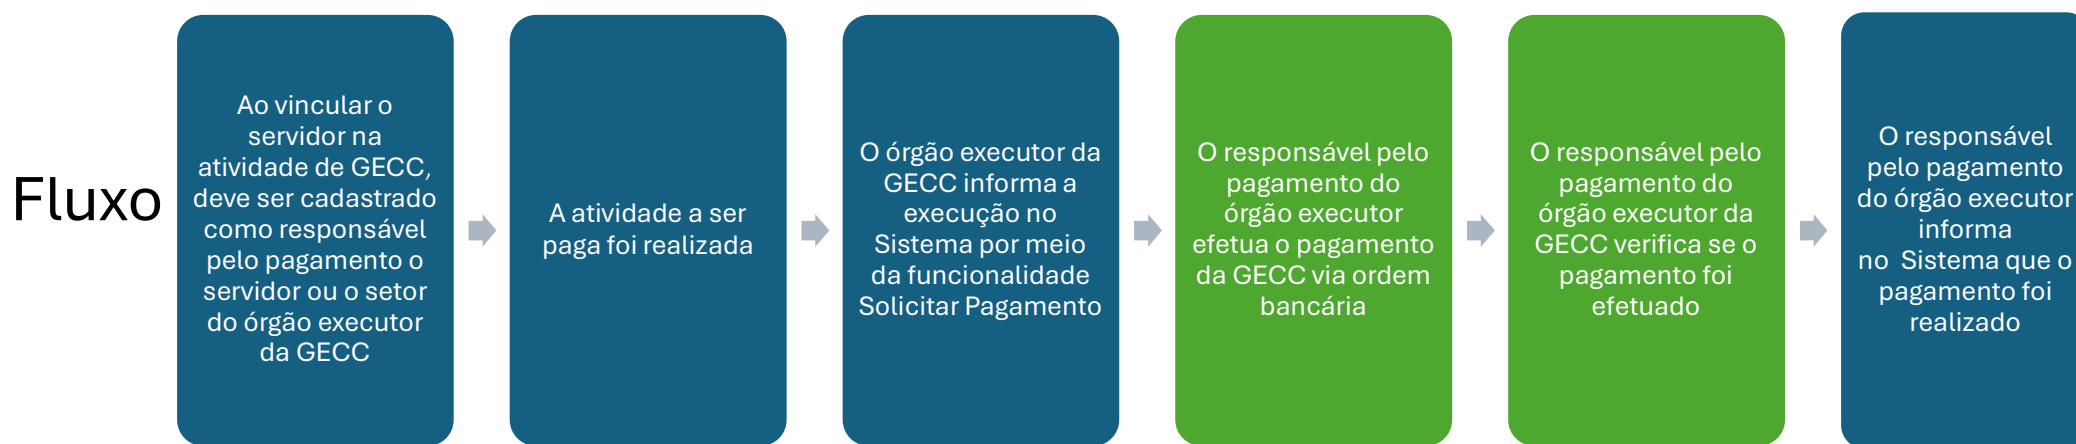 Fluxo
Ao vincular o
servidor na
atividade de GECC,
deve ser cadastrado
como responsável
pelo pagamento o
servidor ou o setor
do órgão executor
da GECC
A atividade a ser
paga foi realizada
O órgão executor da
GECC informa a
execução no
Sistema por meio
da funcionalidade
Solicitar Pagamento
O responsável pelo
pagamento do
órgão executor
efetua o pagamento
da GECC via ordem
bancária
O responsável pelo
pagamento do
órgão executor da
GECC verifica se o
pagamento foi
efetuado
O responsável
pelo pagamento
do órgão executor
informa
no  Sistema que o
pagamento foi
realizado